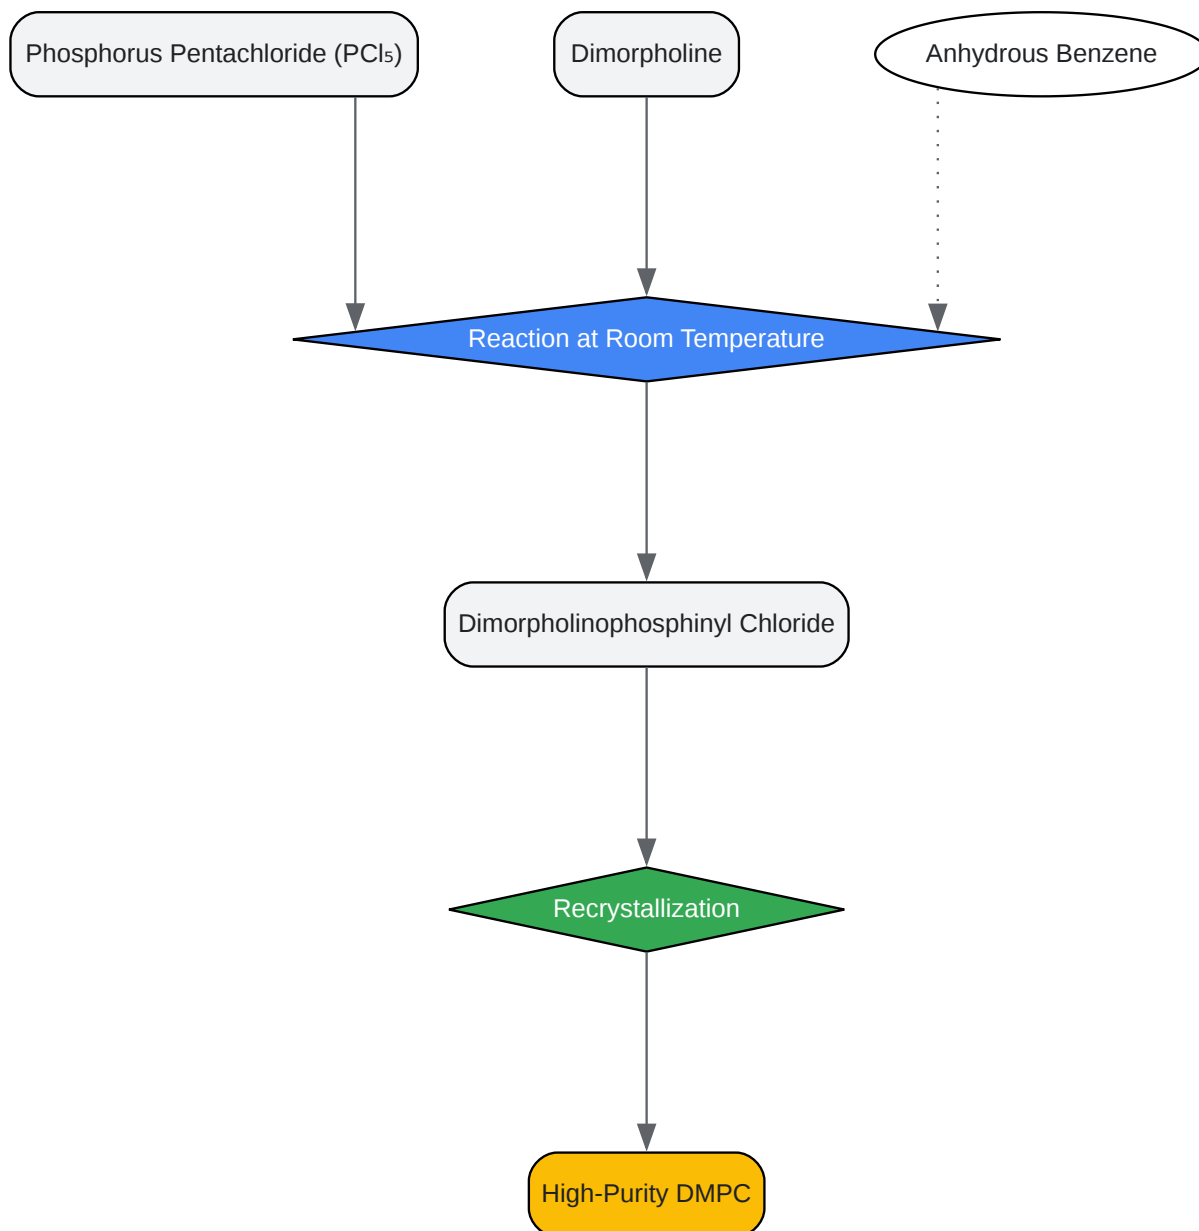 Phosphorus Pentachloride (PCl₅)
Dimorpholine
Anhydrous Benzene
Reaction at Room Temperature
Dimorpholinophosphinyl Chloride
Recrystallization
High-Purity DMPC